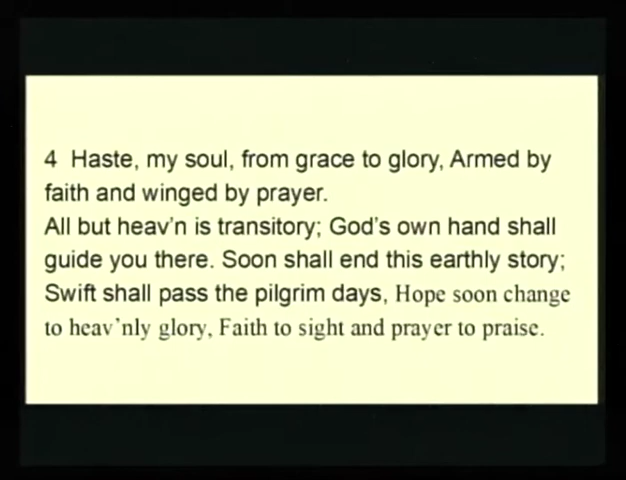 4 Haste, my soul, from grace to glory, Armed by
faith and winged by prayer.
All but heav'n is transitory; God's own hand shall
guide you there. Soon shall end this earthly story;
Swift shall pass the pilgrim days, Hope soon change
to heav'nly glory, Faith to sight and prayer to praise.